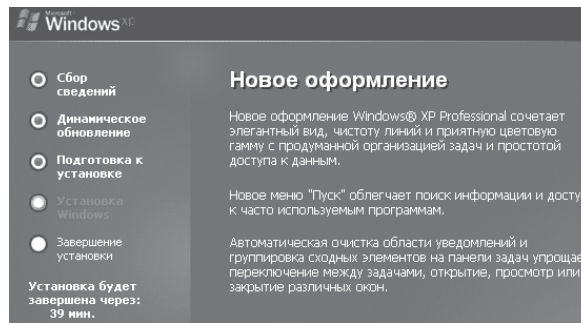 Microsoft
Windows xp
Сбор
сведений
Динамическое
обновление
Подготовка к
установке
Установка
Windows
Завершение
установки
Установка будет
завершена через:
39 мин.
Новое оформление
Новое оформление Windows® XP Professional сочетает
элегантный вид, чистоту линий и приятную цветовую
гамму с продуманной организацией задач и простотой
доступа к данным.
Новое меню "Пуск" облегчает поиск информации и досту
к часто используемым программам.
Автоматическая очистка области уведомлений и
группировка сходных элементов на панели задач упрощае
переключение между задачами, открытие, просмотр или
закрытие различных окон.